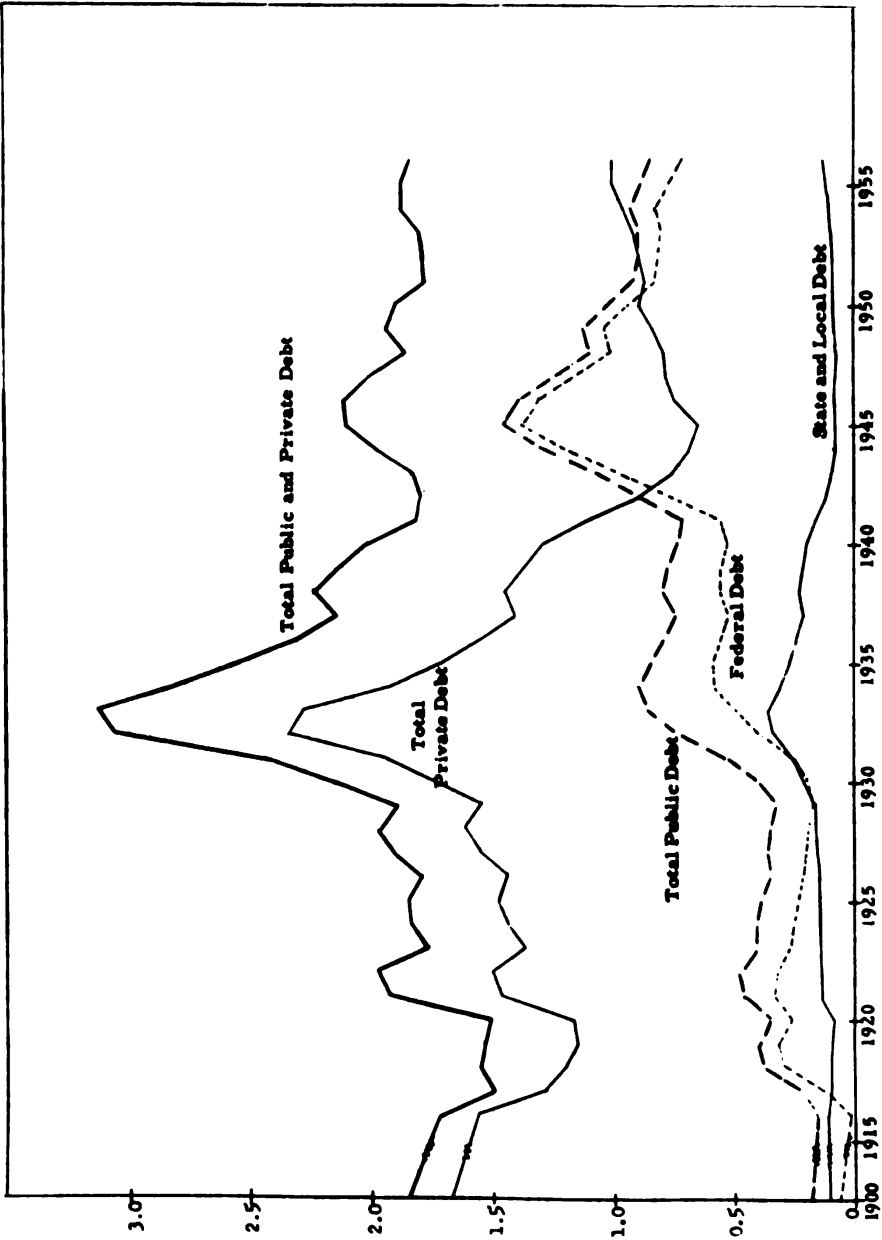 Total Public and Private Debt
Total
Private Debt
Total Public Debt
Federal Debt
State and Local Debt
3.0
2.5
2.0
1.5
1.0
0.5
0
1900
1915
1920
1925
1930
1935
1940
1945
1950
1955